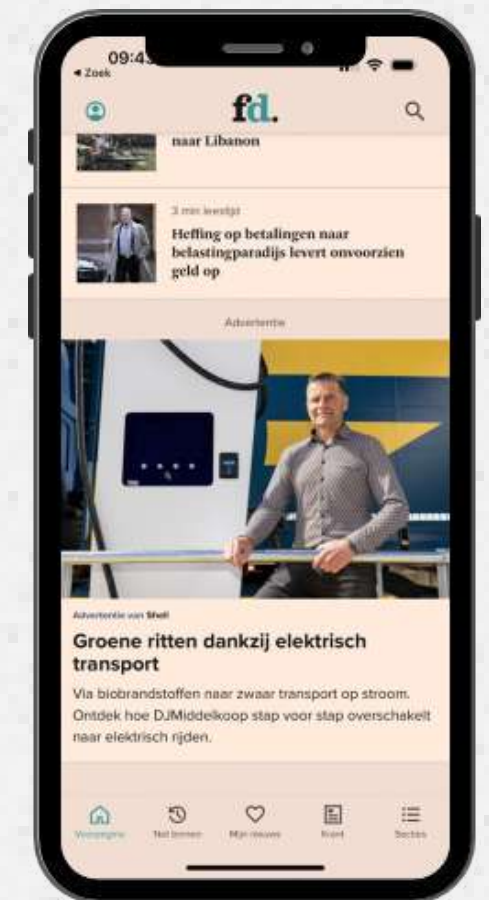 09:43
◀ Zoek
fd.
naar Libanon
3 min leestijd
Heffing op betalingen naar
belastingparadijs levert onvoorzien
geld op
Advertentie
Advertentie van Shell
Groene ritten dankzij elektrisch
transport
Via biobrandstoffen naar zwaar transport op stroom.
Ontdek hoe DJMiddelkoop stap voor stap overschakelt
naar elektrisch rijden.
Voorpagina
Net binnen
Mijn nieuws
Krant
Secties